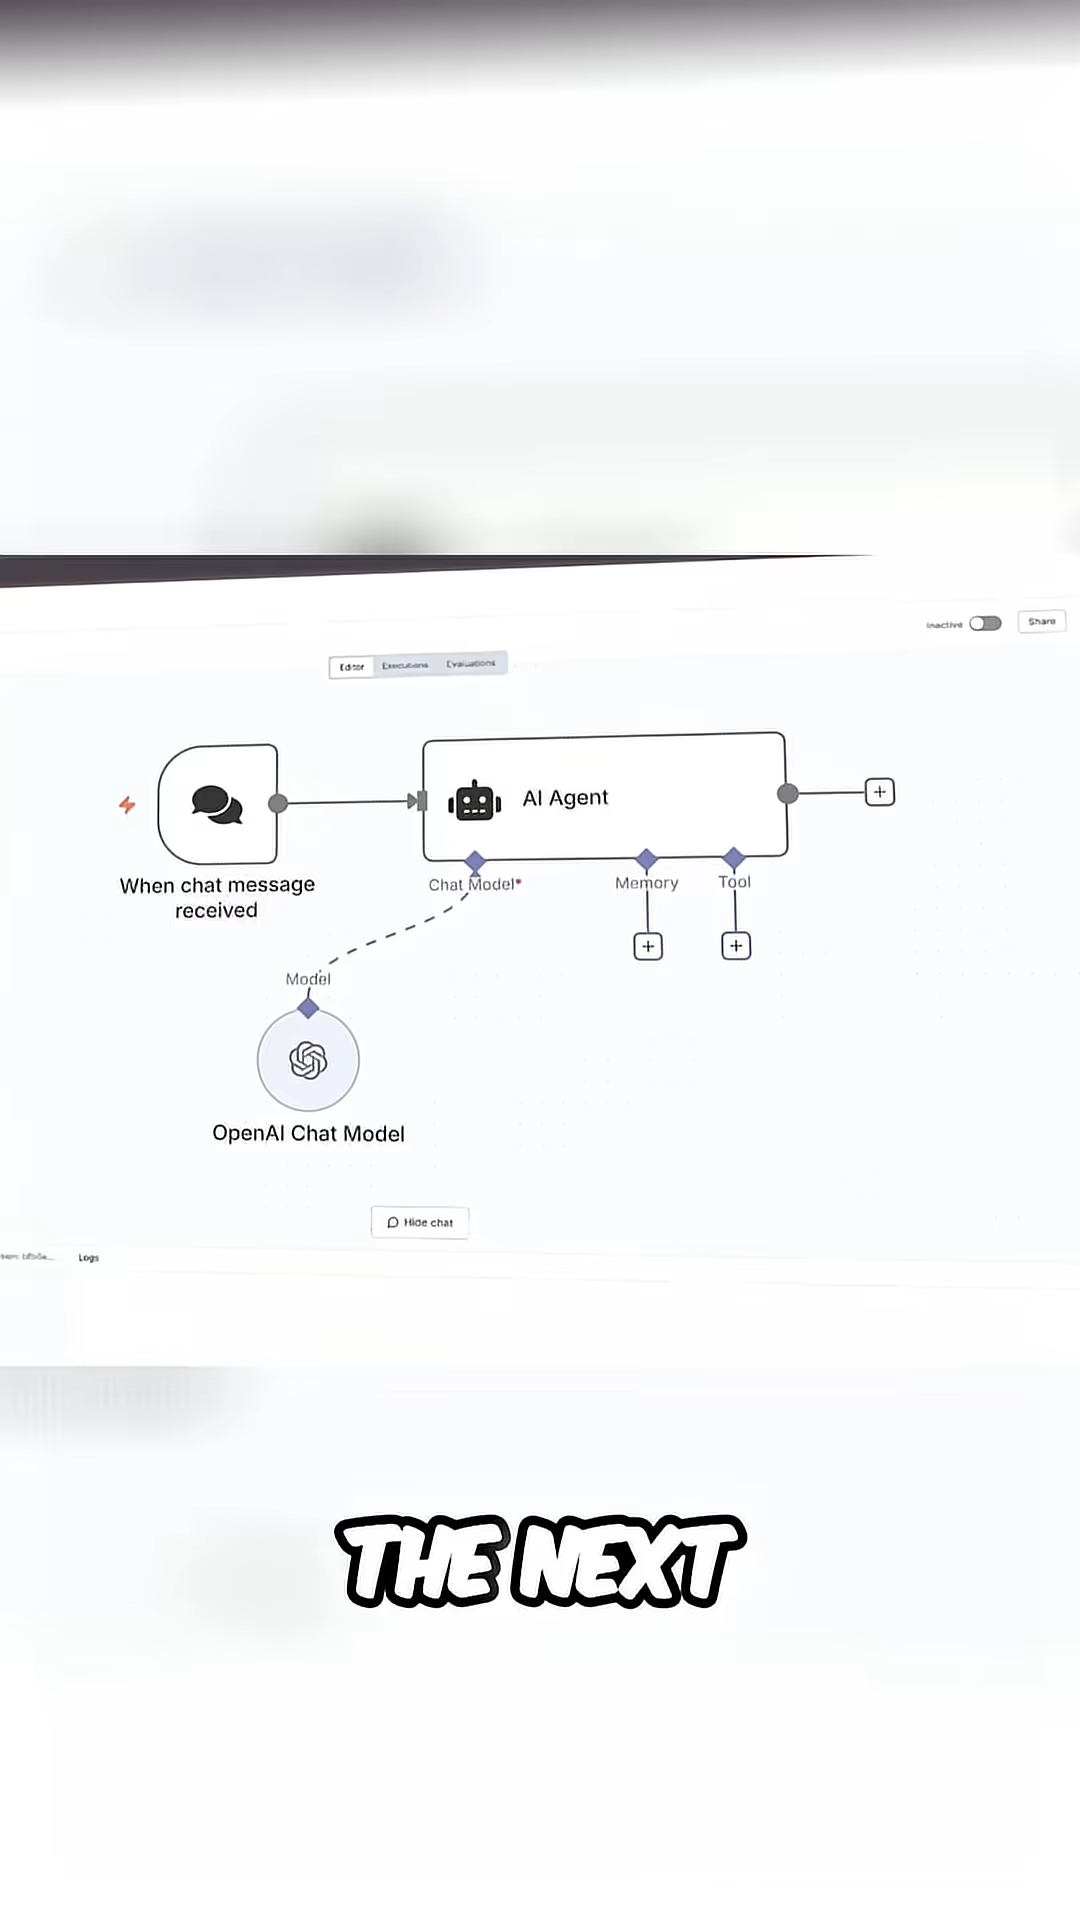 Inactive
Share
Editor
Executions
Evaluations
AI Agent
When chat message
received
Chat Model*
Memory
Tool
Model
OpenAI Chat Model
Hide chat
Logs
THE NEXT